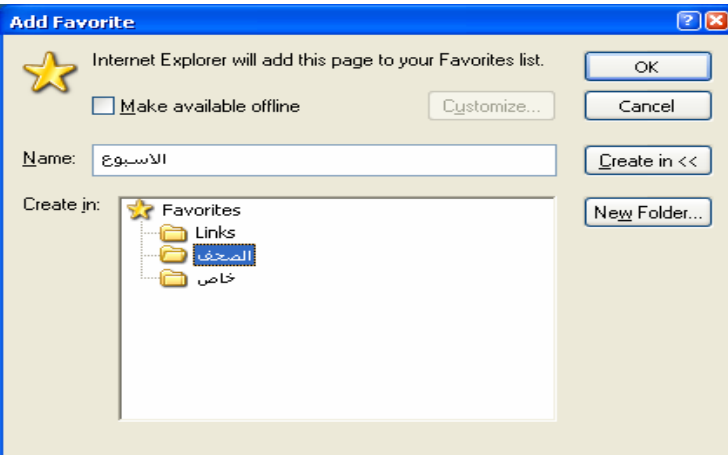 Add Favorite
Internet Explorer will add this page to your Favorites list.
OK
Make available offline
Customize...
Cancel
Name:
الاسبوع
Create in <<
Create in:
Favorites
New Folder...
Links
الصحف
خاص